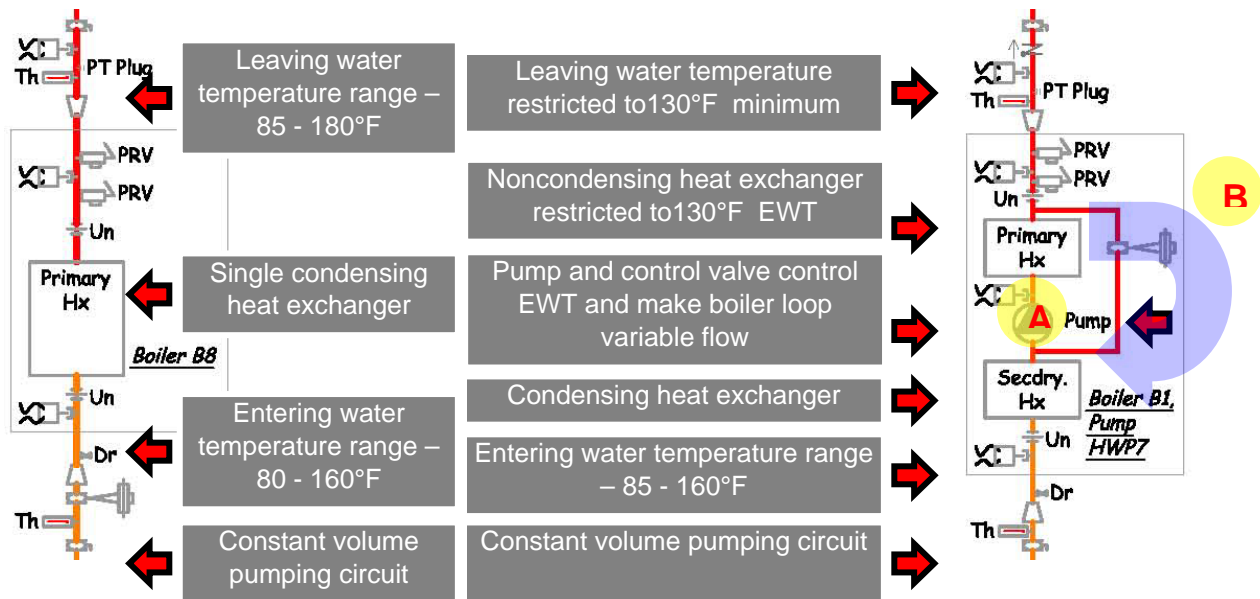 PT Plug
Th
PRV
PRV
Un
Primary
Hx
Boiler B8
Un
Dr
Th
Leaving water
temperature range –
85 - 180°F
Single condensing
heat exchanger
Entering water
temperature range –
80 - 160°F
Constant volume
pumping circuit
Leaving water temperature
restricted to130°F minimum
Noncondensing heat exchanger
restricted to130°F EWT
Pump and control valve control
EWT and make boiler loop
variable flow
Condensing heat exchanger
Entering water temperature range
– 85 - 160°F
Constant volume pumping circuit
Th
PT Plug
PRV
PRV
Un
B
Primary
Hx
A
Pump
Secdry.
Hx
Boiler B1,
Pump
HWP7
Un
Dr
Th